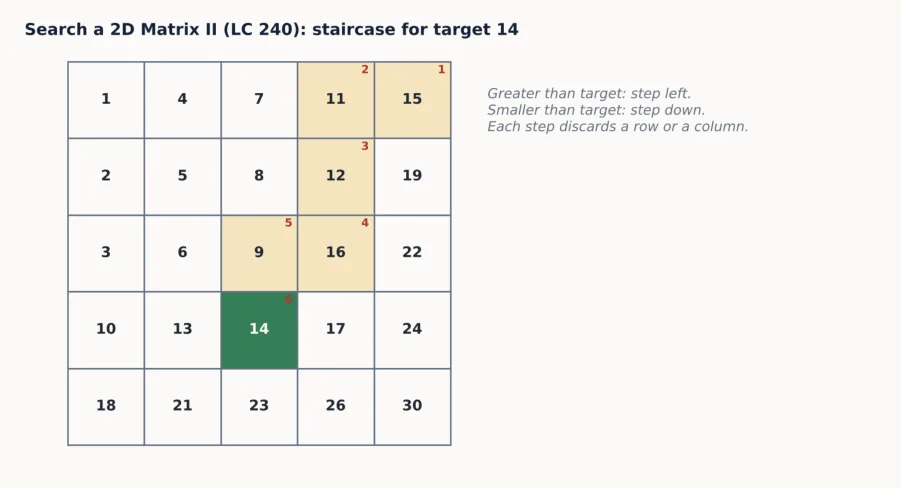 Search a 2D Matrix II (LC 240): staircase for target 14
2 1
1 4 7 11 15
Greater than target: step left.
Smaller than target: step down.
Each step discards a row or a column.
3
2 5 8 12 19
5 4
3 6 9 16 22
6
10 13 14 17 24
18 21 23 26 30